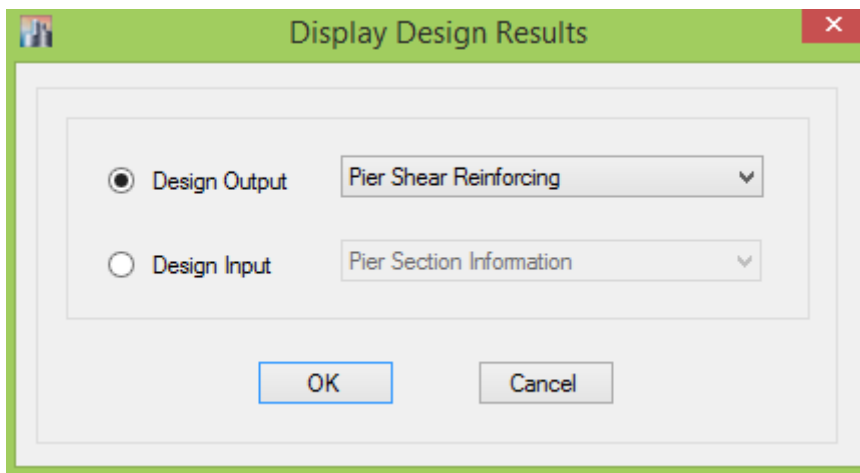 Display Design Results
Design Output Pier Shear Reinforcing
Design Input Pier Section Information
OK Cancel